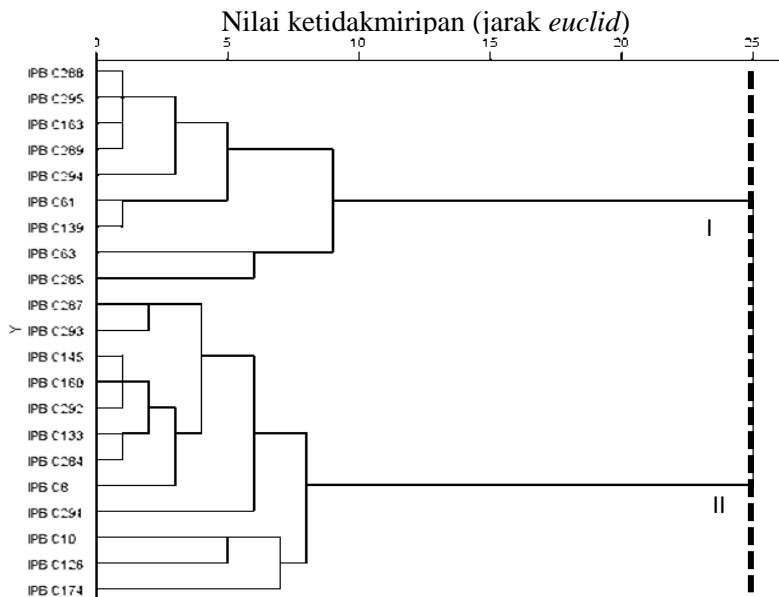 Nilai ketidakmiripan (jarak euclid)
0 5 10 15 20 25
IPB C288
IPB C295
IPB C163
IPB C289
IPB C294
IPB C61
IPB C139
I
IPB C63
IPB C285
IPB C287
Y
IPB C293
IPB C145
IPB C160
IPB C292
IPB C133
IPB C284
IPB C8
II
IPB C291
IPB C10
IPB C126
IPB C174